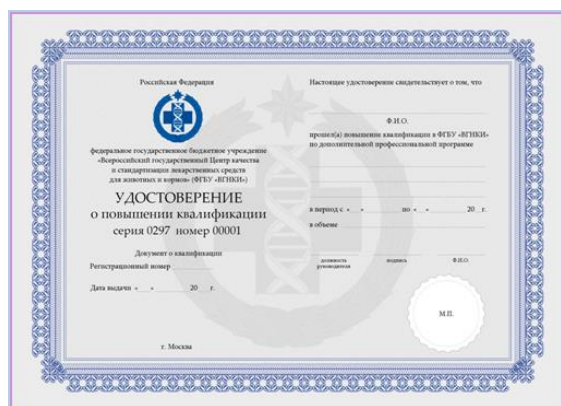 Российская Федерация
федеральное государственное бюджетное учреждение
«Всероссийский государственный Центр качества
и стандартизации лекарственных средств
для животных и кормов» (ФГБУ «ВГНКИ»)
УДОСТОВЕРЕНИЕ
о повышении квалификации
серия 0297 номер 00001
Документ о квалификации
Регистрационный номер
Дата выдачи « » 20 г.
г. Москва
Настоящее удостоверение свидетельствует о том, что
Ф.И.О.
прошел(а) повышение квалификации в ФГБУ «ВГНКИ»
по дополнительной профессиональной программе
в период с « » по « » 20 г.
в объеме
должность
руководителя
подпись
Ф.И.О.
М.П.